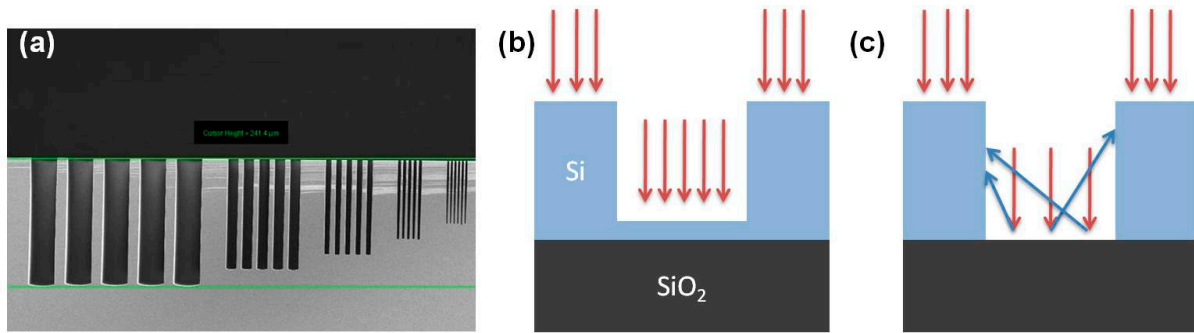 (a)
Cursor Height = 241.4 µm
(b)
Si
SiO₂
(c)